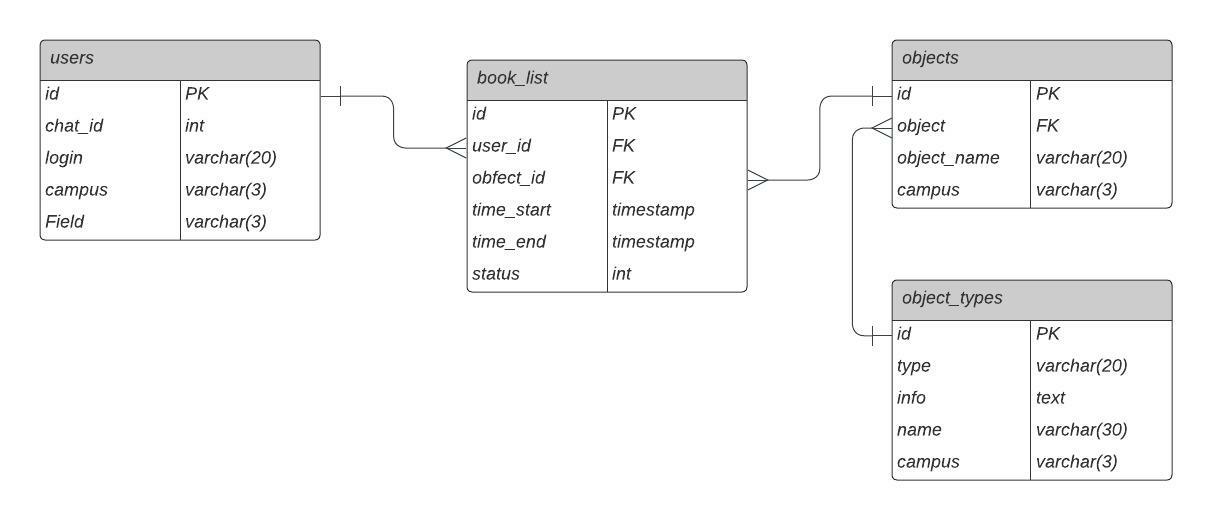 users
id PK
chat_id int
login varchar(20)
campus varchar(3)
Field varchar(3)
book_list
id PK
user_id FK
obfect_id FK
time_start timestamp
time_end timestamp
status int
objects
id PK
object FK
object_name varchar(20)
campus varchar(3)
object_types
id PK
type varchar(20)
info text
name varchar(30)
campus varchar(3)